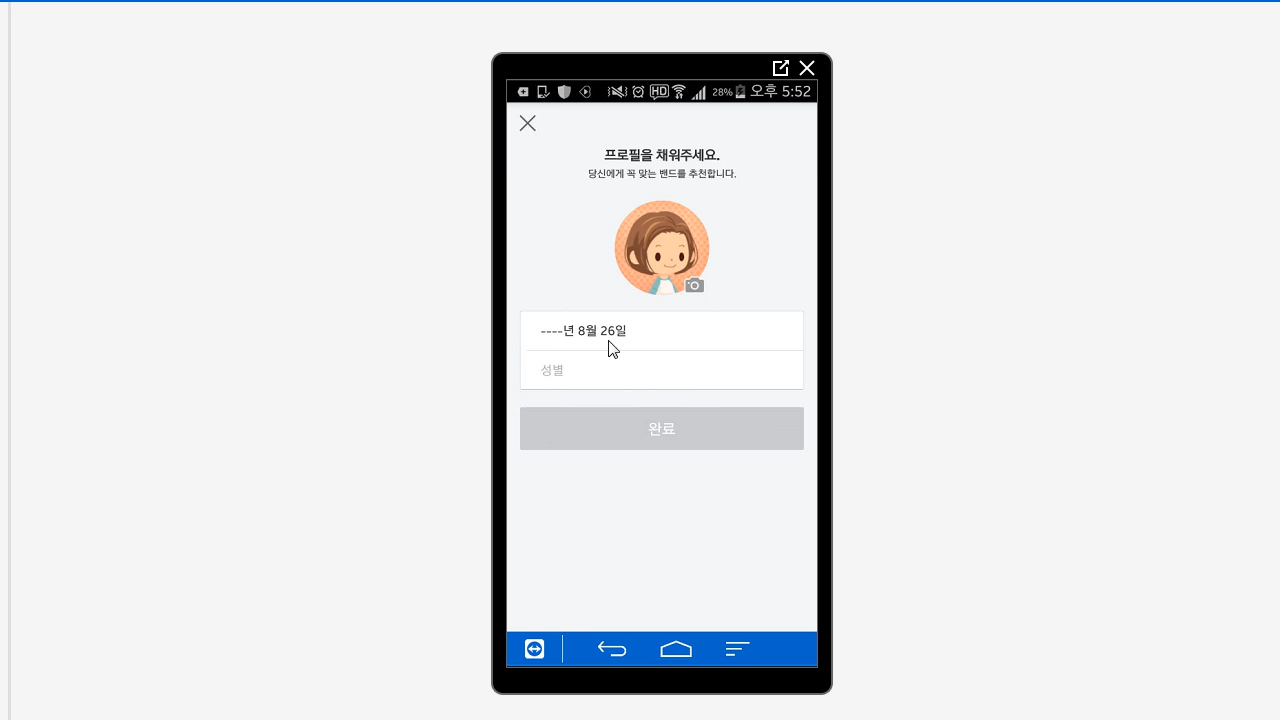 HD 28% 오후 5:52
프로필을 채워주세요.
당신에게 꼭 맞는 밴드를 추천합니다.
----년 8월 26일
성별
완료